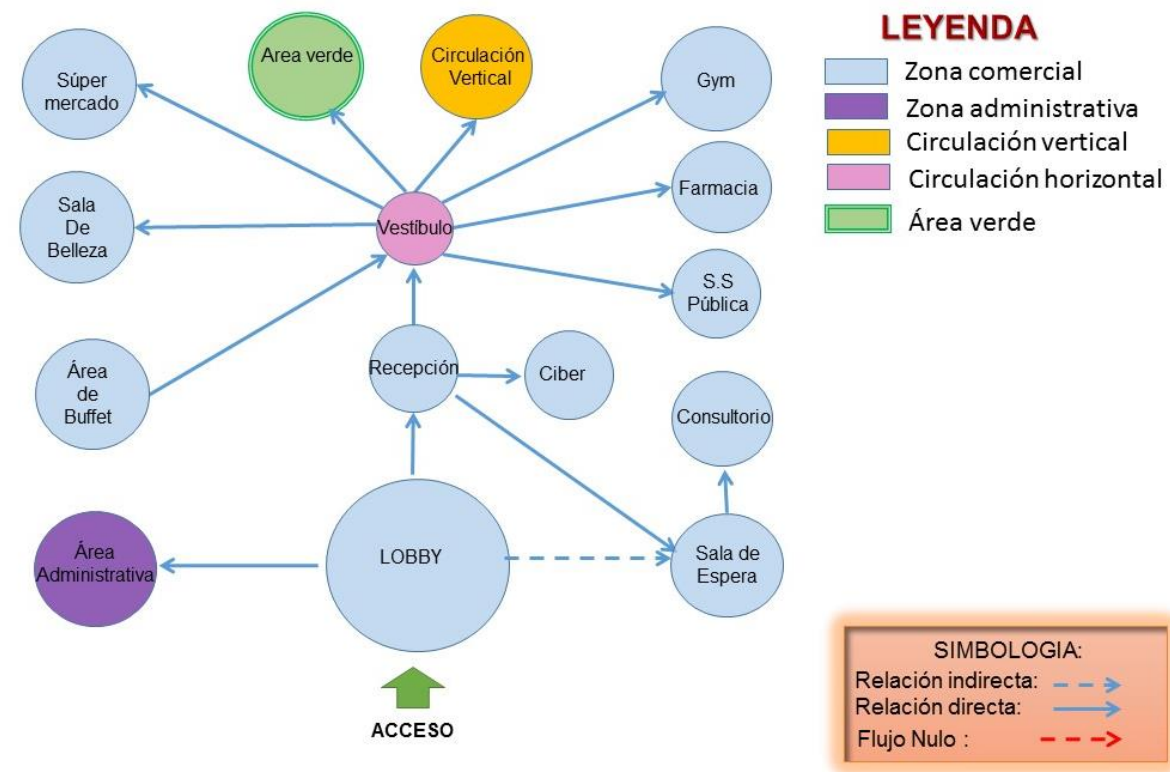 LEYENDA
Zona comercial
Zona administrativa
Circulación vertical
Circulación horizontal
Área verde
Súper
mercado
Area verde
Circulación
Vertical
Gym
Farmacia
Sala
De
Belleza
Vestíbulo
S.S
Pública
Área
de
Buffet
Recepción
Ciber
Consultorio
Área
Administrativa
LOBBY
Sala de
Espera
ACCESO
SIMBOLOGIA:
Relación indirecta:
Relación directa:
Flujo Nulo :